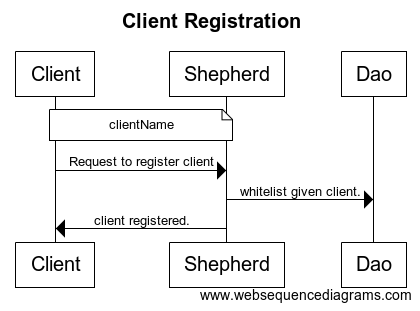 Client Registration
Client Shepherd Dao
clientName
Request to register client
whitelist given client.
client registered.
Client Shepherd Dao
www.websequencediagrams.com